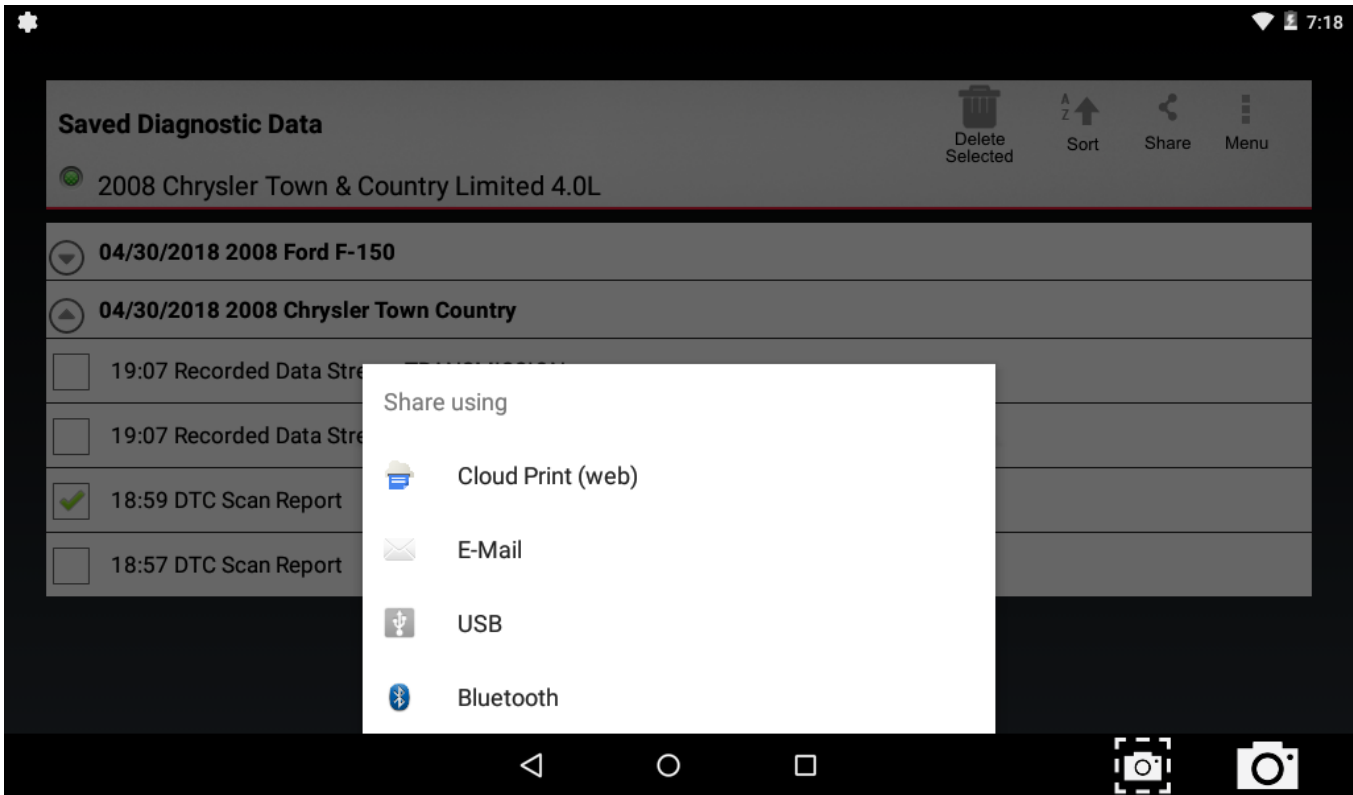 7:18
Saved Diagnostic Data
Delete
Selected
A
Z
Sort
Share
Menu
2008 Chrysler Town & Country Limited 4.0L
04/30/2018 2008 Ford F-150
04/30/2018 2008 Chrysler Town Country
19:07 Recorded Data Stre
19:07 Recorded Data Stre
18:59 DTC Scan Report
18:57 DTC Scan Report
Share using
Cloud Print (web)
E-Mail
USB
Bluetooth